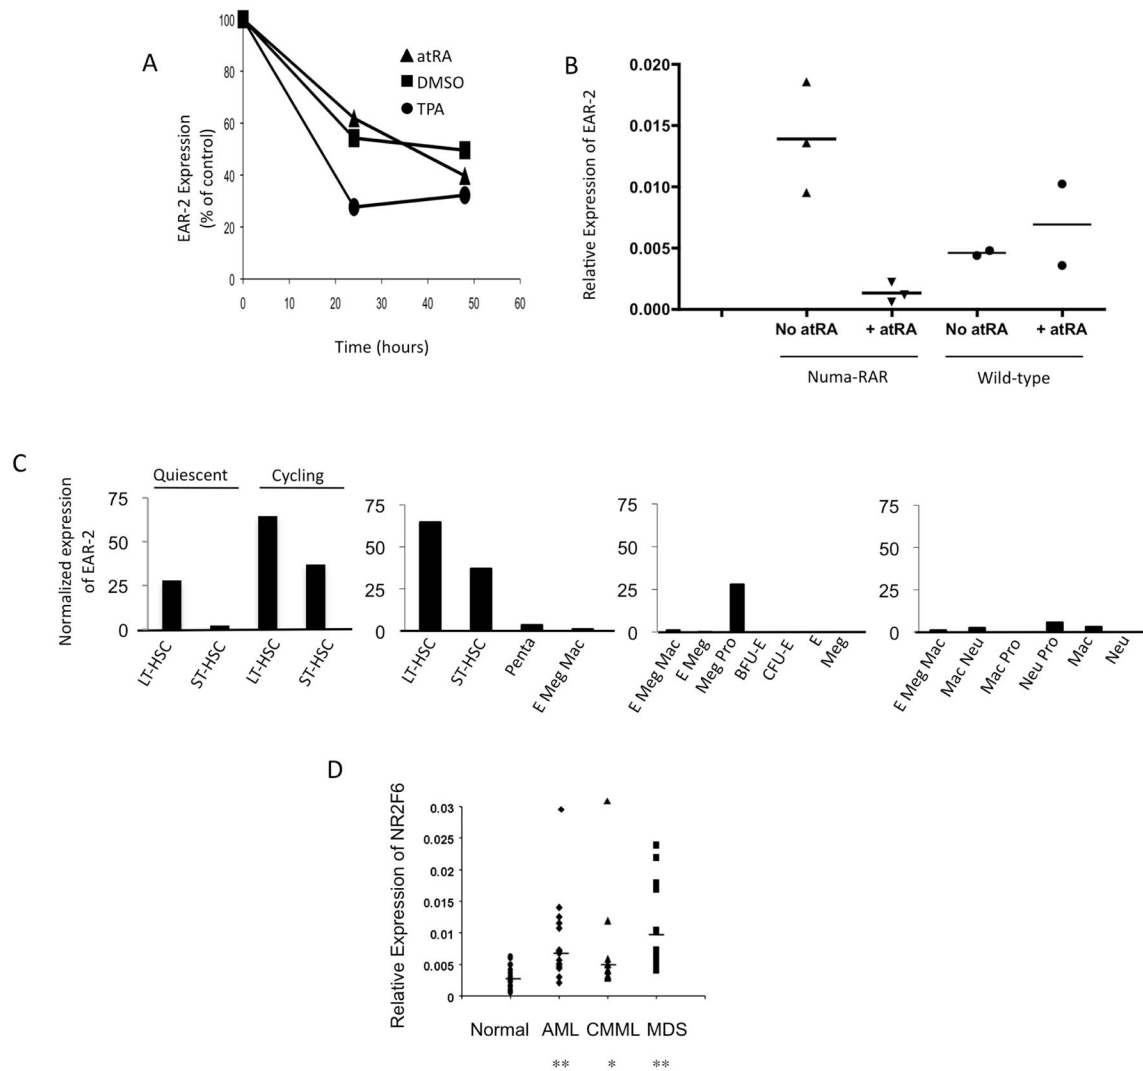 A
EAR-2 Expression
(% of control)
100
80
60
40
20
0
0 10 20 30 40 50 60
Time (hours)
atRA
DMSO
TPA
B
Relative Expression of EAR-2
0.020
0.015
0.010
0.005
0.000
No atRA + atRA No atRA + atRA
Numa-RAR Wild-type
C
Normalized expression
of EAR-2
Quiescent Cycling
75
50
25
0
LT-HSC ST-HSC LT-HSC ST-HSC
75
50
25
0
LT-HSC ST-HSC Penta E Meg Mac
75
50
25
0
E Meg Mac E Meg Meg Pro BFU-E CFU-E E Meg
75
50
25
0
E Meg Mac Mac Neu Mac Pro Neu Pro Mac Neu
D
Relative Expression of NR2F6
0.03
0.025
0.02
0.015
0.01
0.005
0
Normal AML CMML MDS
** * **